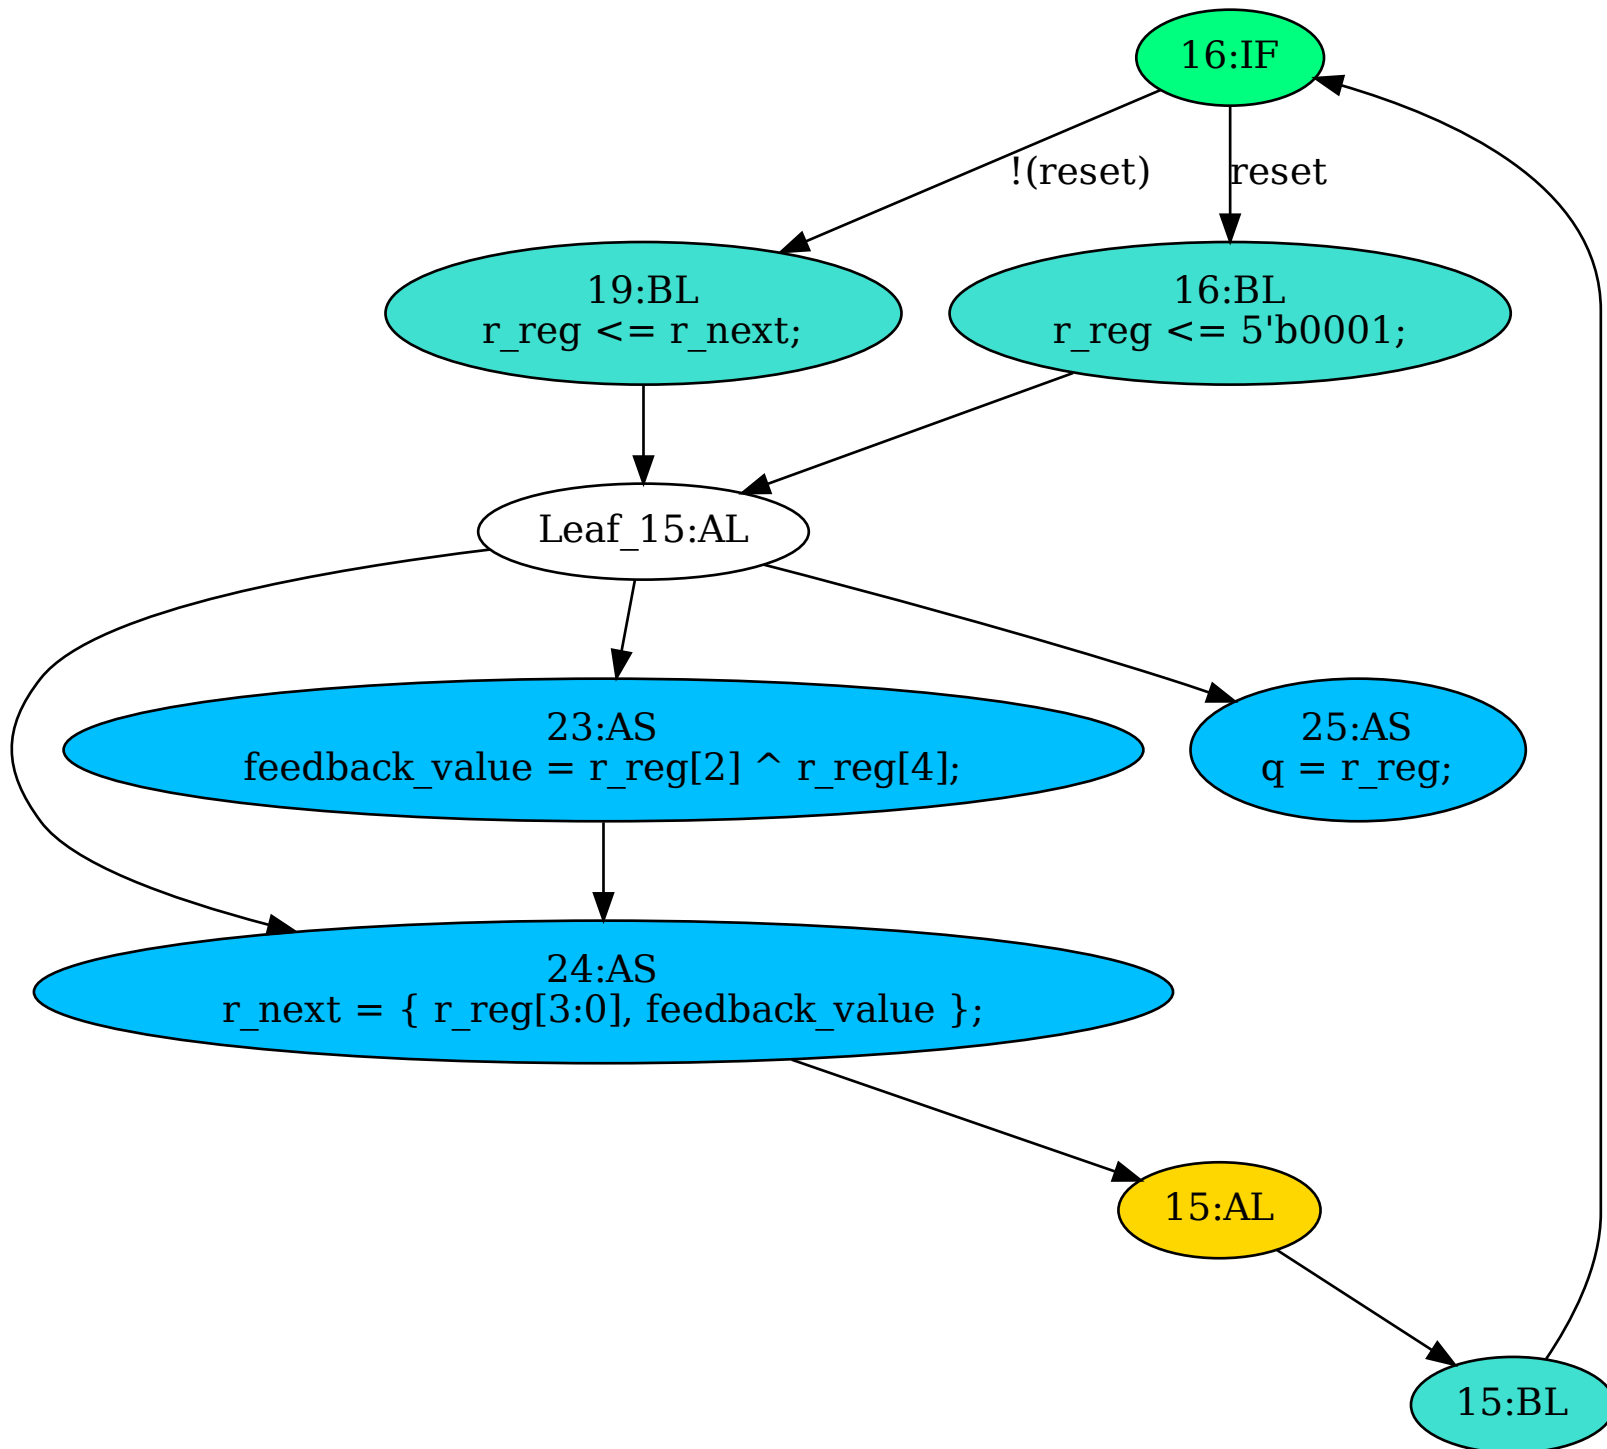 16:IF
!(reset)
reset
19:BL
r_reg <= r_next;
16:BL
r_reg <= 5'b0001;
Leaf_15:AL
23:AS
feedback_value = r_reg[2] ^ r_reg[4];
25:AS
q = r_reg;
24:AS
r_next = { r_reg[3:0], feedback_value };
15:AL
15:BL